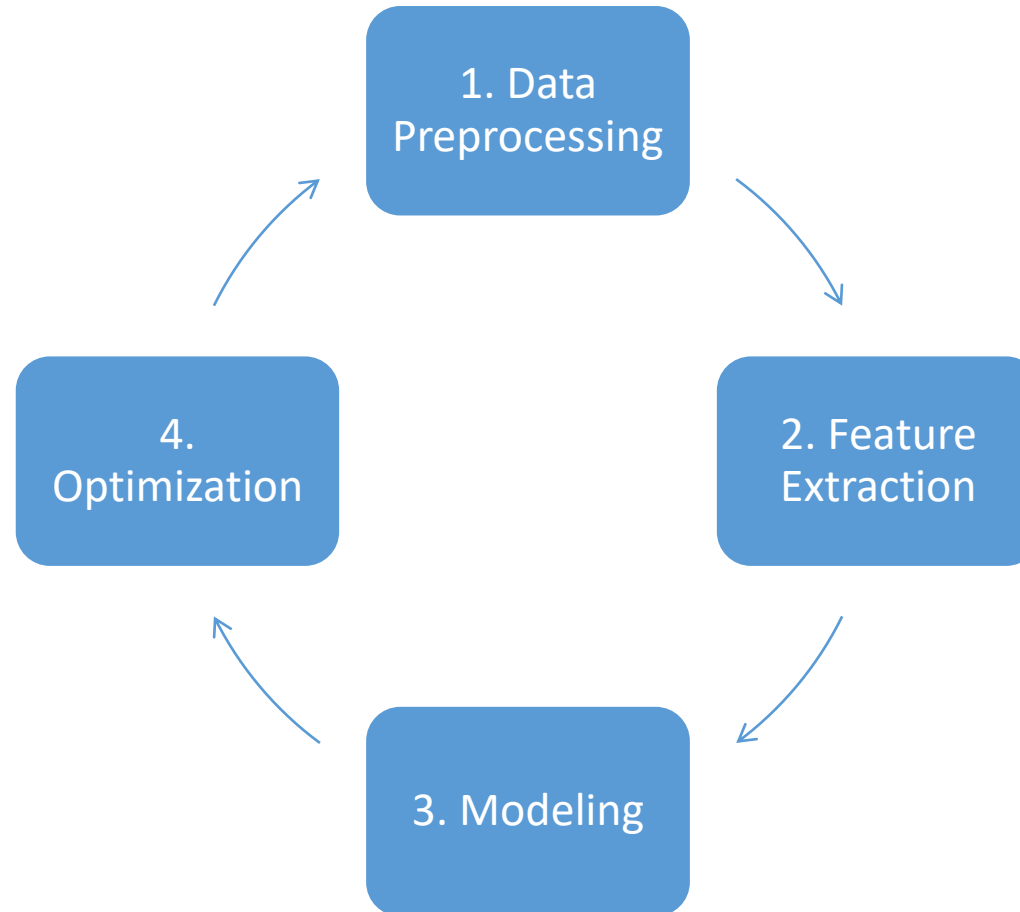 1. Data
Preprocessing
2. Feature
Extraction
3. Modeling
4.
Optimization